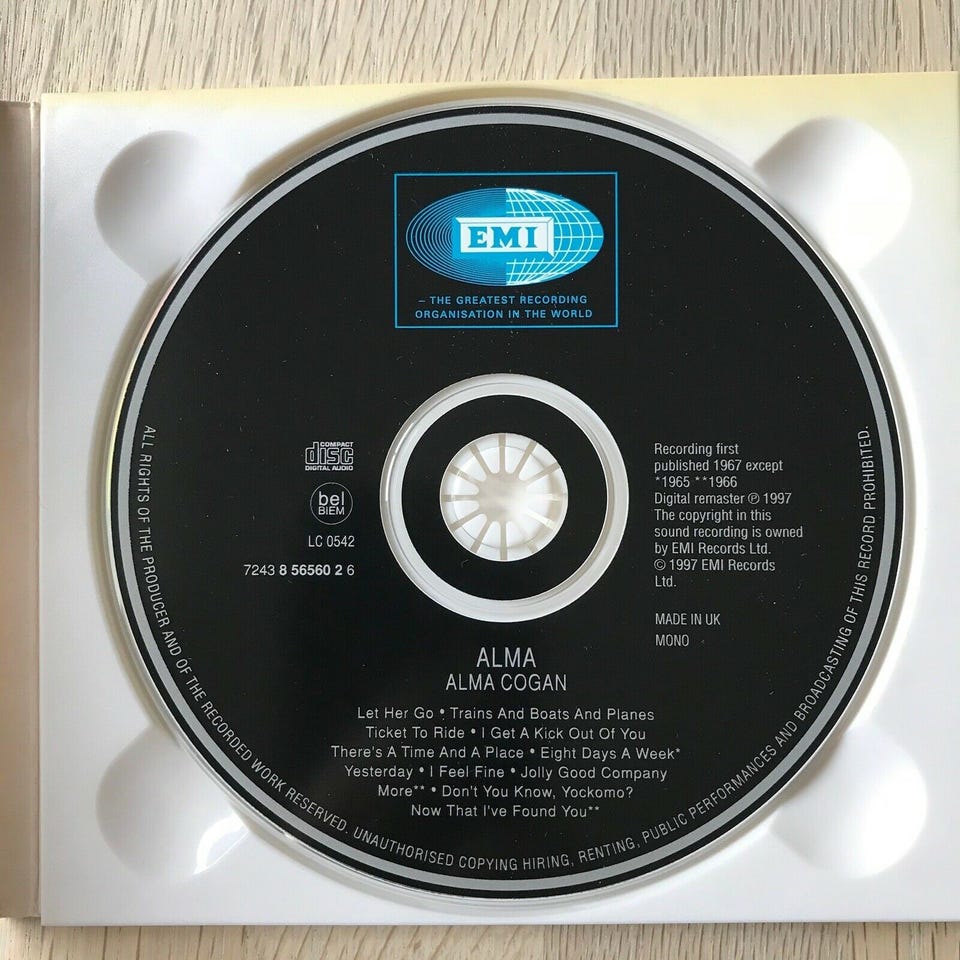 EMI
– THE GREATEST RECORDING
ORGANISATION IN THE WORLD
COMPACT
disc
DIGITAL AUDIO
bel
BIEM
LC 0542
7243 8 56560 2 6
Recording first
published 1967 except
*1965 **1966
Digital remaster ℗ 1997
The copyright in this
sound recording is owned
by EMI Records Ltd.
© 1997 EMI Records
Ltd.
MADE IN UK
MONO
ALMA
ALMA COGAN
Let Her Go • Trains And Boats And Planes
Ticket To Ride • I Get A Kick Out Of You
There's A Time And A Place • Eight Days A Week*
Yesterday • I Feel Fine • Jolly Good Company
More** • Don't You Know, Yockomo?
Now That I've Found You**
ALL RIGHTS OF THE PRODUCER AND OF THE RECORDED WORK RESERVED. UNAUTHORISED COPYING HIRING, RENTING, PUBLIC PERFORMANCES AND BROADCASTING OF THIS RECORD PROHIBITED.